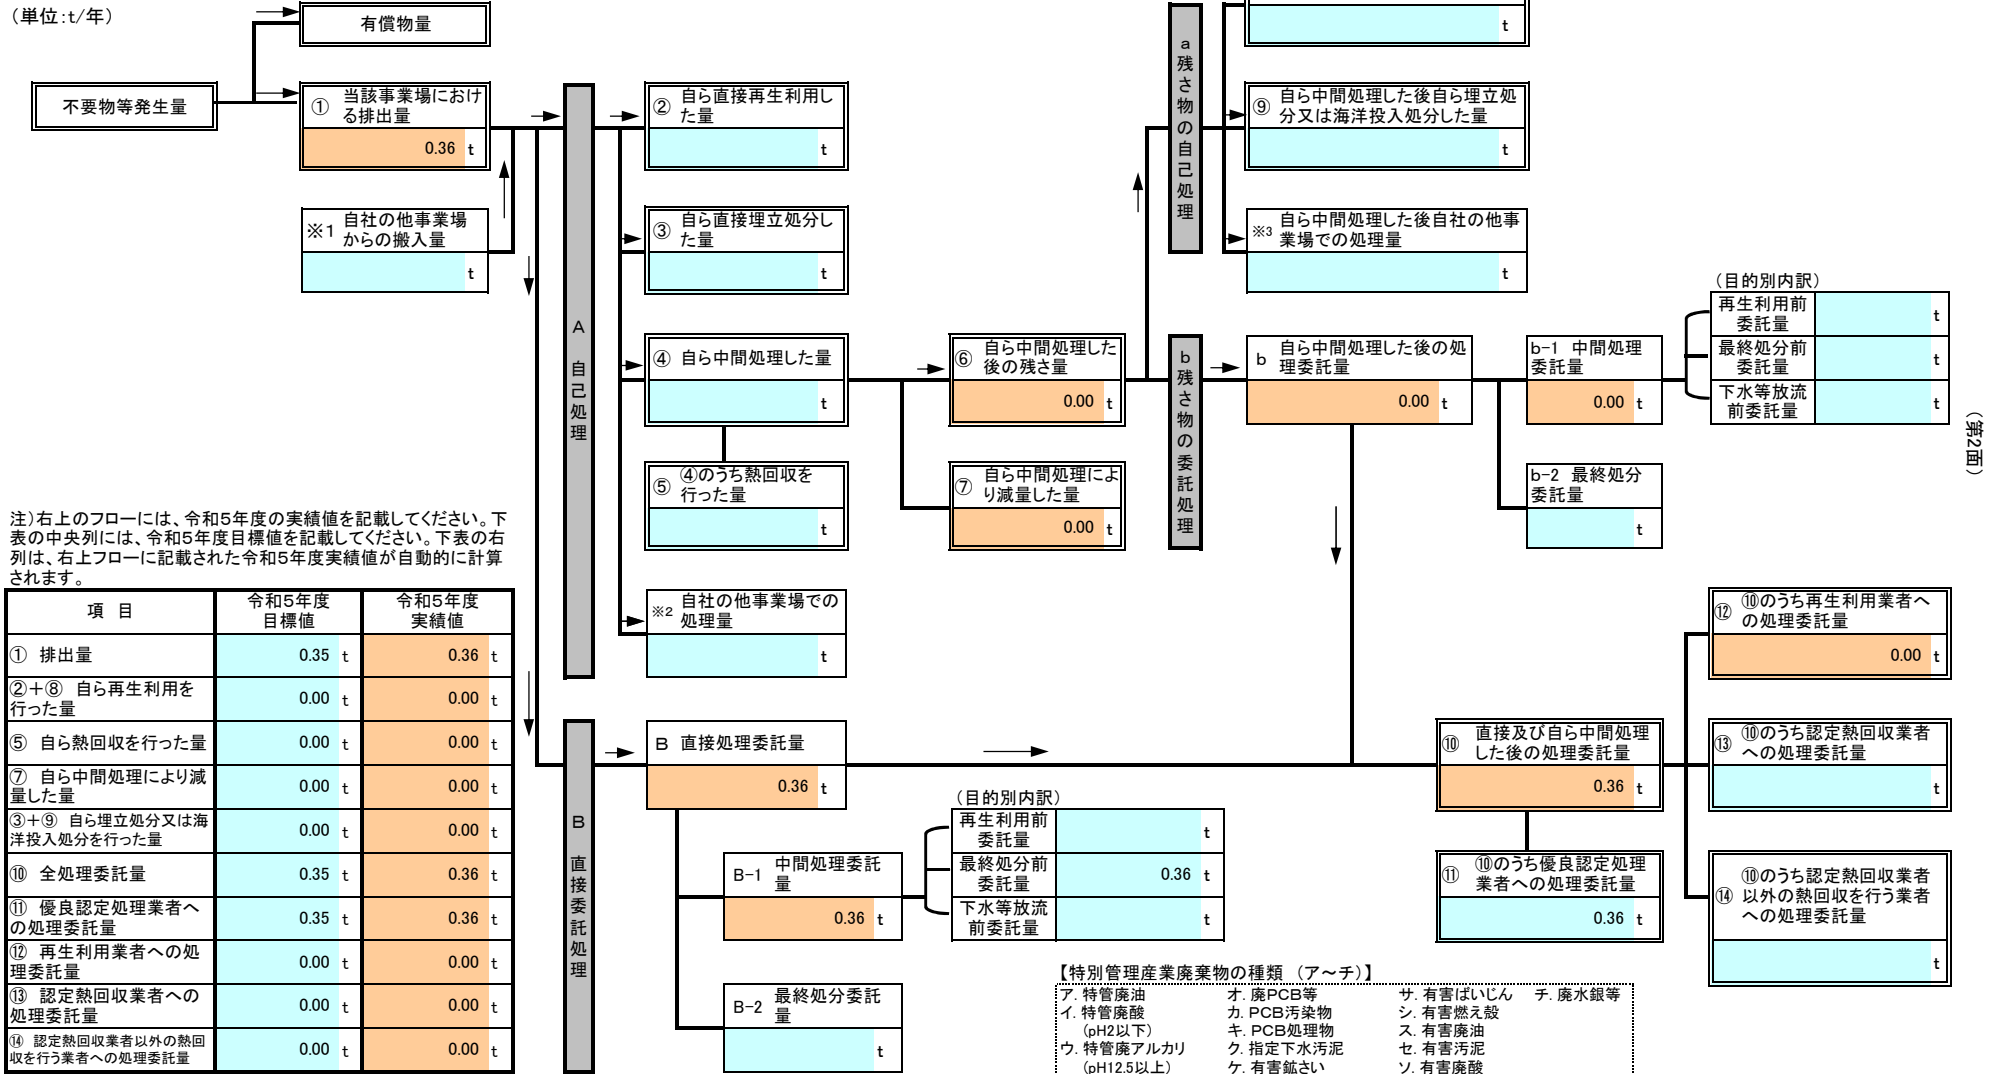 (単位:t/年)
有償物量
不要物等発生量
① 当該事業場におけ
る排出量
0.36 t
※1 自社の他事業場
からの搬入量
t
A 自己処理
② 自ら直接再生利用し
た量
t
③ 自ら直接埋立処分し
た量
t
④ 自ら中間処理した量
t
⑤ ④のうち熱回収を
行った量
t
※2 自社の他事業場での
処理量
t
⑥ 自ら中間処理した
後の残さ量
0.00 t
⑦ 自ら中間処理によ
り減量した量
0.00 t
a残さ物の自己処理
t
⑨ 自ら中間処理した後自ら埋立処
分又は海洋投入処分した量
t
※3 自ら中間処理した後自社の他事
業場での処理量
t
b残さ物の委託処理
b 自ら中間処理した後の処
理委託量
0.00 t
b-1 中間処理
委託量
0.00 t
b-2 最終処分
委託量
t
(目的別内訳)
再生利用前
委託量
t
最終処分前
委託量
t
下水等放流
前委託量
t
(第2面)
注)右上のフローには、令和5年度の実績値を記載してください。下
表の中央列には、令和5年度目標値を記載してください。下表の右
列は、右上フローに記載された令和5年度実績値が自動的に計算
されます。
項 目 令和5年度
目標値 令和5年度
実績値
① 排出量 0.35 t 0.36 t
②+⑧ 自ら再生利用を
行った量 0.00 t 0.00 t
⑤ 自ら熱回収を行った量 0.00 t 0.00 t
⑦ 自ら中間処理により減
量した量 0.00 t 0.00 t
③+⑨ 自ら埋立処分又は海
洋投入処分を行った量 0.00 t 0.00 t
⑩ 全処理委託量 0.35 t 0.36 t
⑪ 優良認定処理業者へ
の処理委託量 0.35 t 0.36 t
⑫ 再生利用業者への処
理委託量 0.00 t 0.00 t
⑬ 認定熱回収業者への
処理委託量 0.00 t 0.00 t
⑭ 認定熱回収業者以外の熱回
収を行う業者への処理委託量 0.00 t 0.00 t
B 直接委託処理
B 直接処理委託量
0.36 t
B-1 中間処理委託
量
0.36 t
B-2 最終処分委託
量
t
(目的別内訳)
再生利用前
委託量
t
最終処分前
委託量
0.36 t
下水等放流
前委託量
t
⑩ 直接及び自ら中間処理
した後の処理委託量
0.36 t
⑪ ⑩のうち優良認定処理
業者への処理委託量
0.36 t
⑫ ⑩のうち再生利用業者へ
の処理委託量
0.00 t
⑬ ⑩のうち認定熱回収業者
への処理委託量
t
⑭ ⑩のうち認定熱回収業者
以外の熱回収を行う業者
への処理委託量
t
【特別管理産業廃棄物の種類 (ア~チ)】
ア. 特管廃油 オ. 廃PCB等 サ. 有害ばいじん チ. 廃水銀等
イ. 特管廃酸 カ. PCB汚染物 シ. 有害燃え殻
(pH2以下) キ. PCB処理物 ス. 有害廃油
ウ. 特管廃アルカリ ク. 指定下水汚泥 セ. 有害汚泥
(pH12.5以上) ケ. 有害鉱さい ソ. 有害廃酸